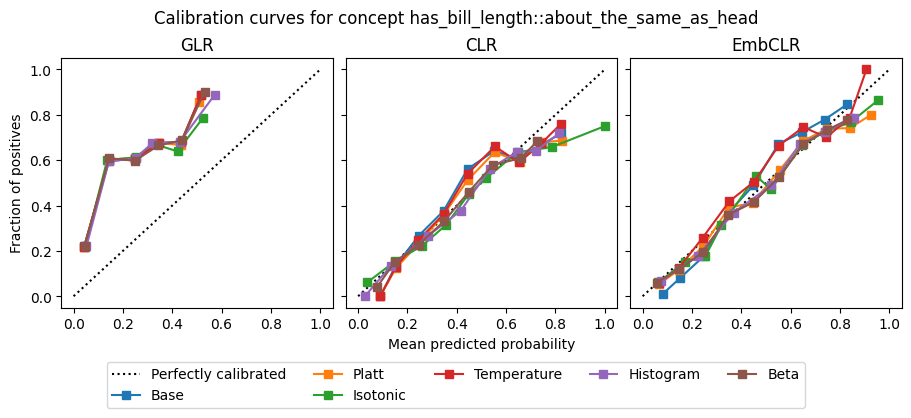 Calibration curves for concept has_bill_length::about_the_same_as_head
GLR
CLR
EmbCLR
Fraction of positives
1.0
0.8
0.6
0.4
0.2
0.0
0.0 0.2 0.4 0.6 0.8 1.0
0.0 0.2 0.4 0.6 0.8 1.0
0.0 0.2 0.4 0.6 0.8 1.0
Mean predicted probability
Perfectly calibrated
Base
Platt
Isotonic
Temperature
Histogram
Beta